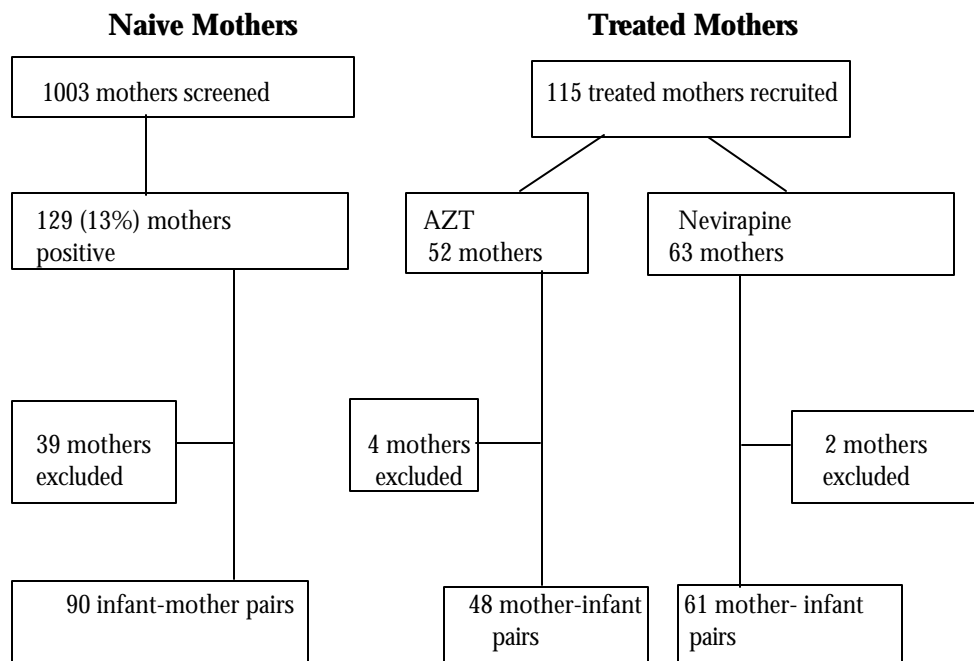 Naive Mothers
Treated Mothers
1003 mothers screened
115 treated mothers recruited
129 (13%) mothers
positive
AZT
52 mothers
Nevirapine
63 mothers
39 mothers
excluded
4 mothers
excluded
2 mothers
excluded
90 infant-mother pairs
48 mother-infant
pairs
61 mother- infant
pairs